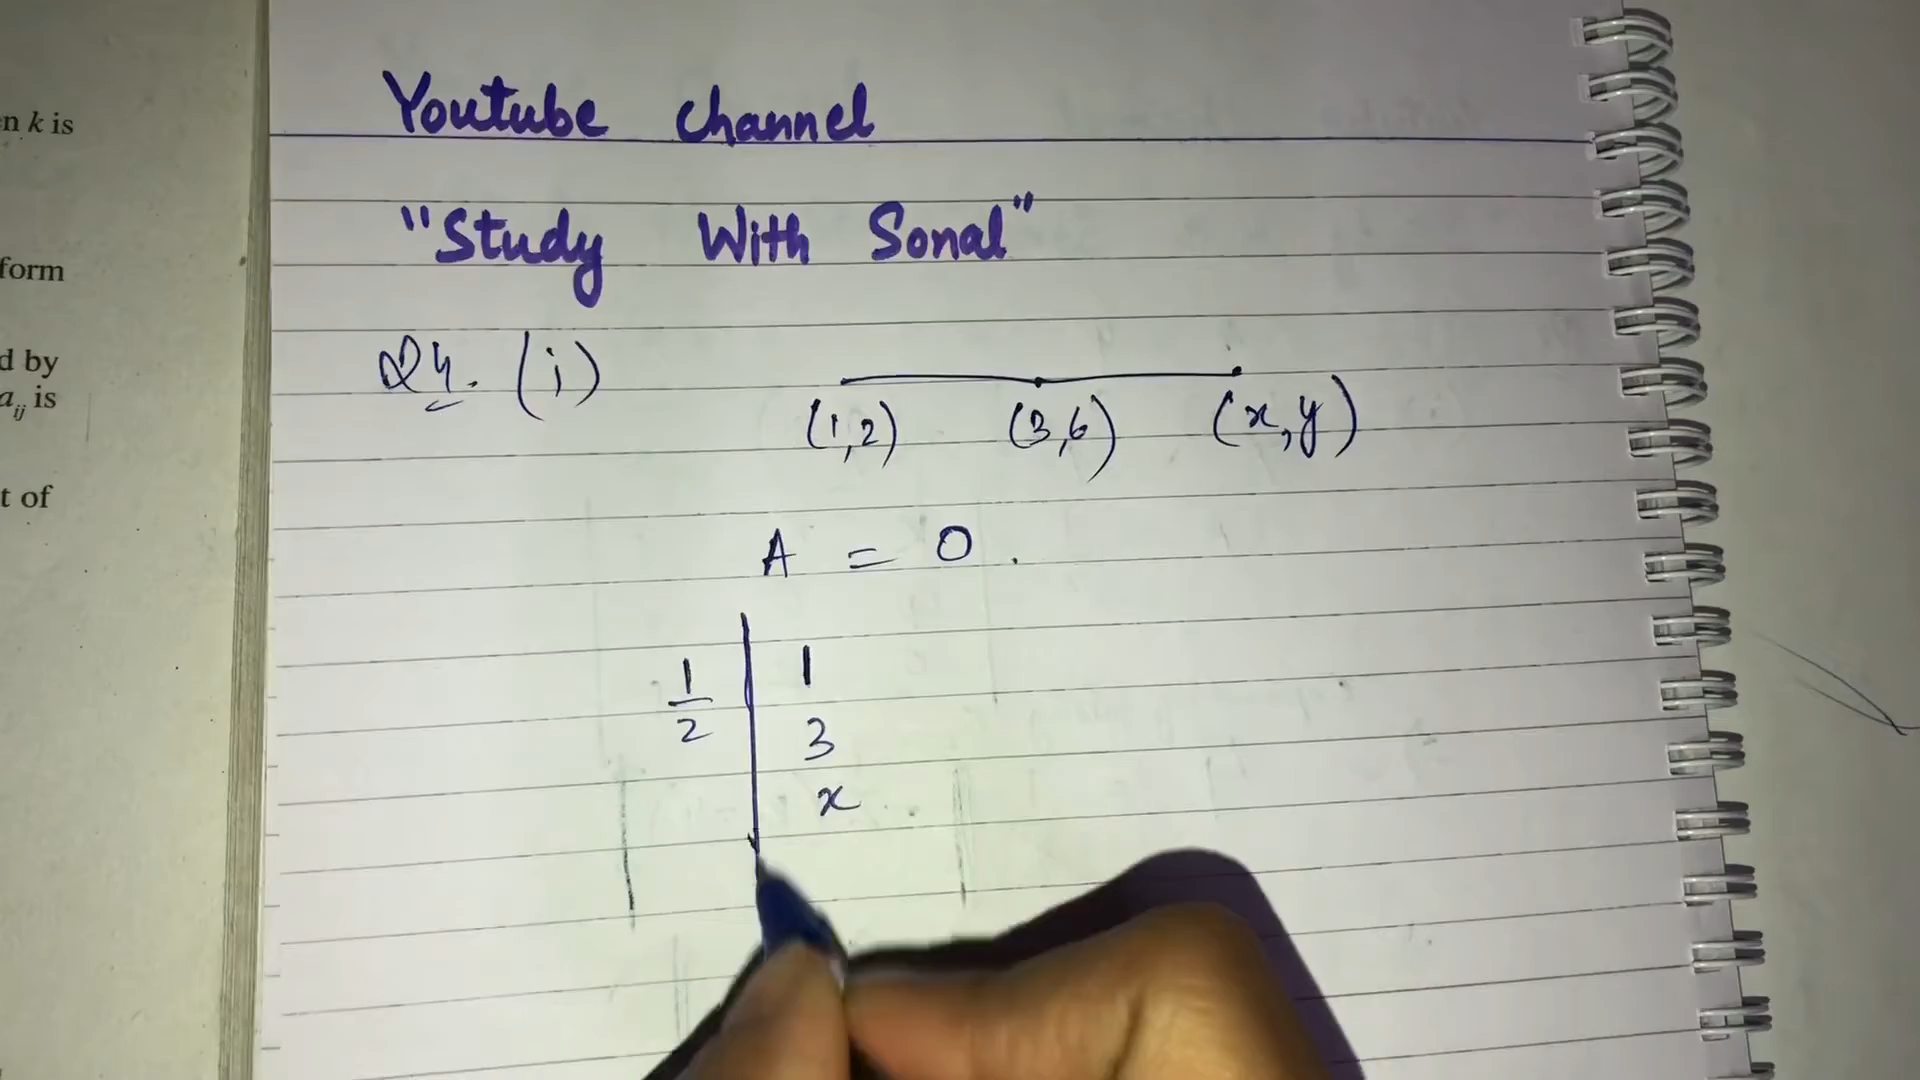 n k is
form
d by
aij is
t of
Youtube channel
"Study With Sonal"
Q4. (i)
(1,2) (3,6) (x,y)
A = 0.
1/2 | 1
3
x